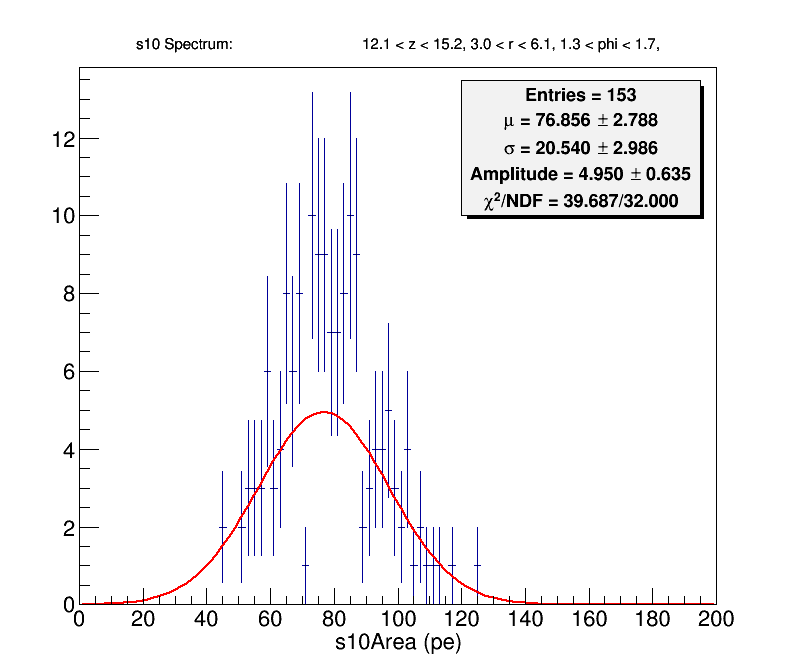 s10 Spectrum: 12.1 < z < 15.2, 3.0 < r < 6.1, 1.3 < phi < 1.7,
Entries = 153
μ = 76.856 ± 2.788
σ = 20.540 ± 2.986
Amplitude = 4.950 ± 0.635
χ²/NDF = 39.687/32.000
12
10
8
6
4
2
0
0 20 40 60 80 100 120 140 160 180 200
s10Area (pe)